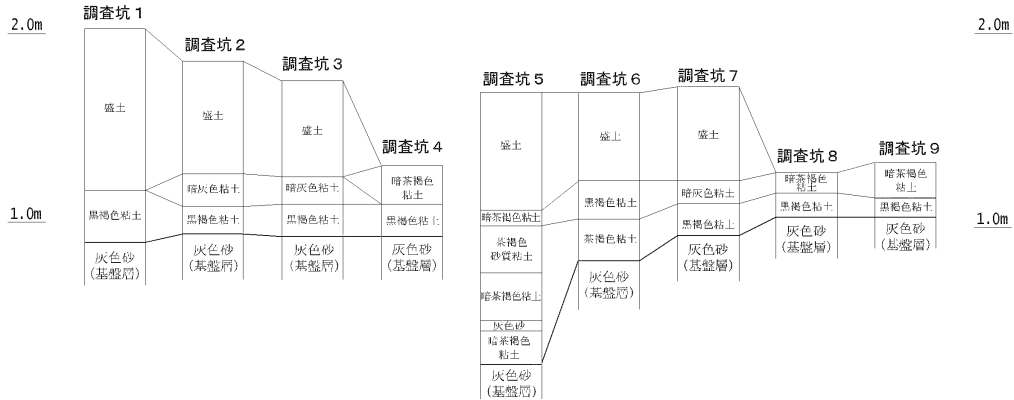 2.0m
調査坑1
盛土
黒褐色粘土
灰色砂
(基盤層)
調査坑2
盛土
暗灰色粘土
黒褐色粘土
灰色砂
(基盤層)
調査坑3
盛土
暗灰色粘土
黒褐色粘土
灰色砂
(基盤層)
調査坑4
暗茶褐色
粘土
黒褐色粘土
灰色砂
(基盤層)
1.0m
調査坑5
盛土
暗茶褐色粘土
茶褐色
砂質粘土
暗茶褐色粘土
灰色砂
暗茶褐色
粘土
灰色砂
(基盤層)
調査坑6
盛土
黒褐色粘土
茶褐色粘土
灰色砂
(基盤層)
調査坑7
盛土
暗灰色粘土
黒褐色粘土
灰色砂
(基盤層)
調査坑8
暗茶褐色
粘土
黒褐色粘土
灰色砂
(基盤層)
調査坑9
暗茶褐色
粘土
黒褐色粘土
灰色砂
(基盤層)
2.0m
1.0m